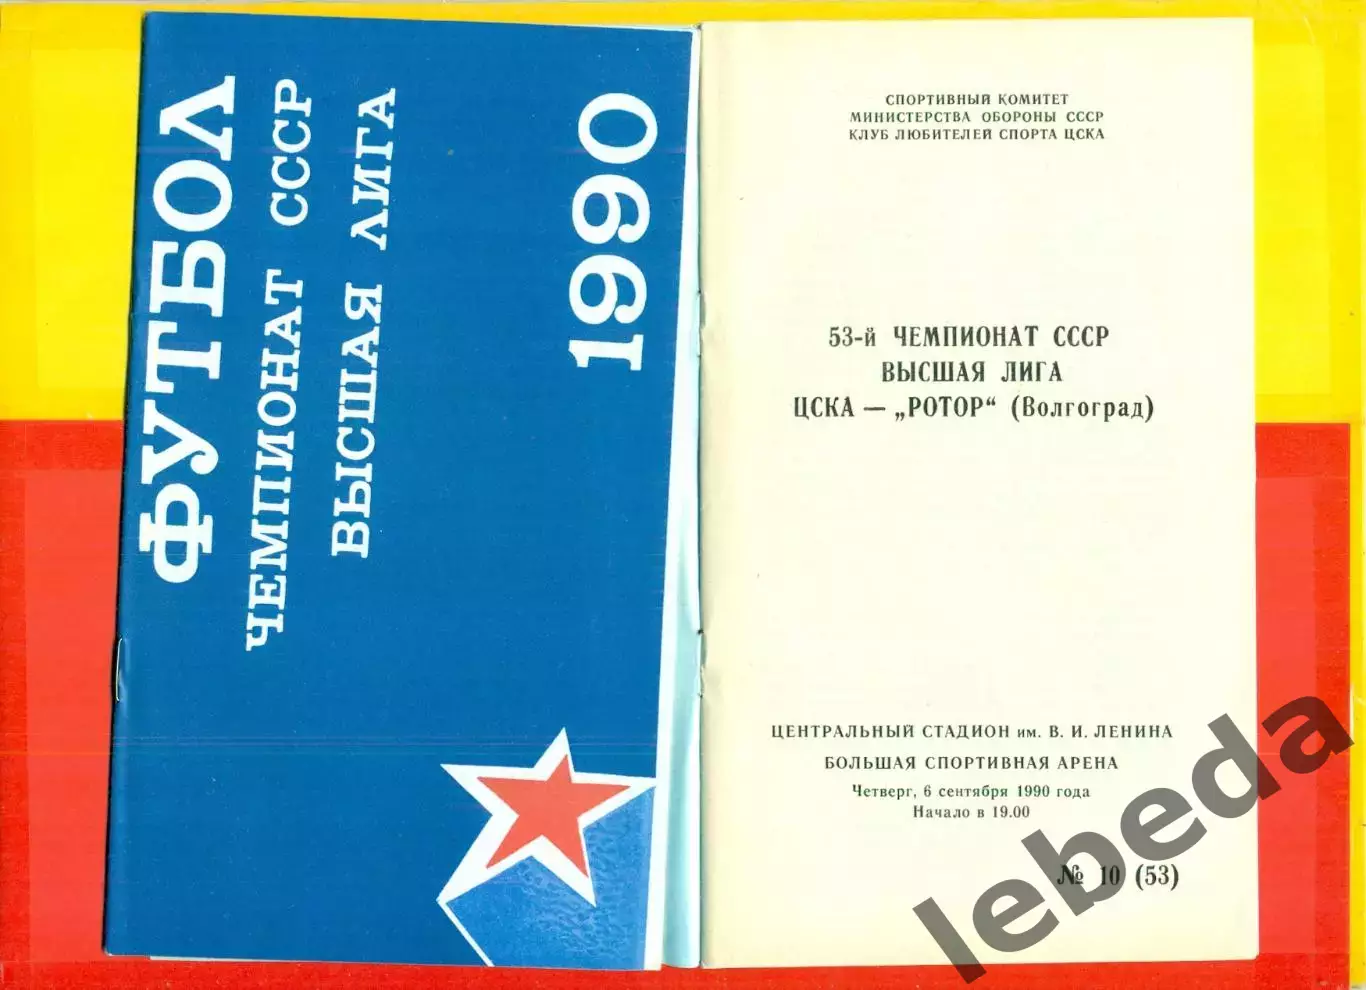 ФУТБОЛ
ЧЕМПИОНАТ СССР
ВЫСШАЯ ЛИГА
1990
СПОРТИВНЫЙ КОМИТЕТ
МИНИСТЕРСТВА ОБОРОНЫ СССР
КЛУБ ЛЮБИТЕЛЕЙ СПОРТА ЦСКА
53-й ЧЕМПИОНАТ СССР
ВЫСШАЯ ЛИГА
ЦСКА — „РОТОР“ (Волгоград)
ЦЕНТРАЛЬНЫЙ СТАДИОН им. В. И. ЛЕНИНА
БОЛЬШАЯ СПОРТИВНАЯ АРЕНА
Четверг, 6 сентября 1990 года
Начало в 19.00
№ 10 (53)
lebeda